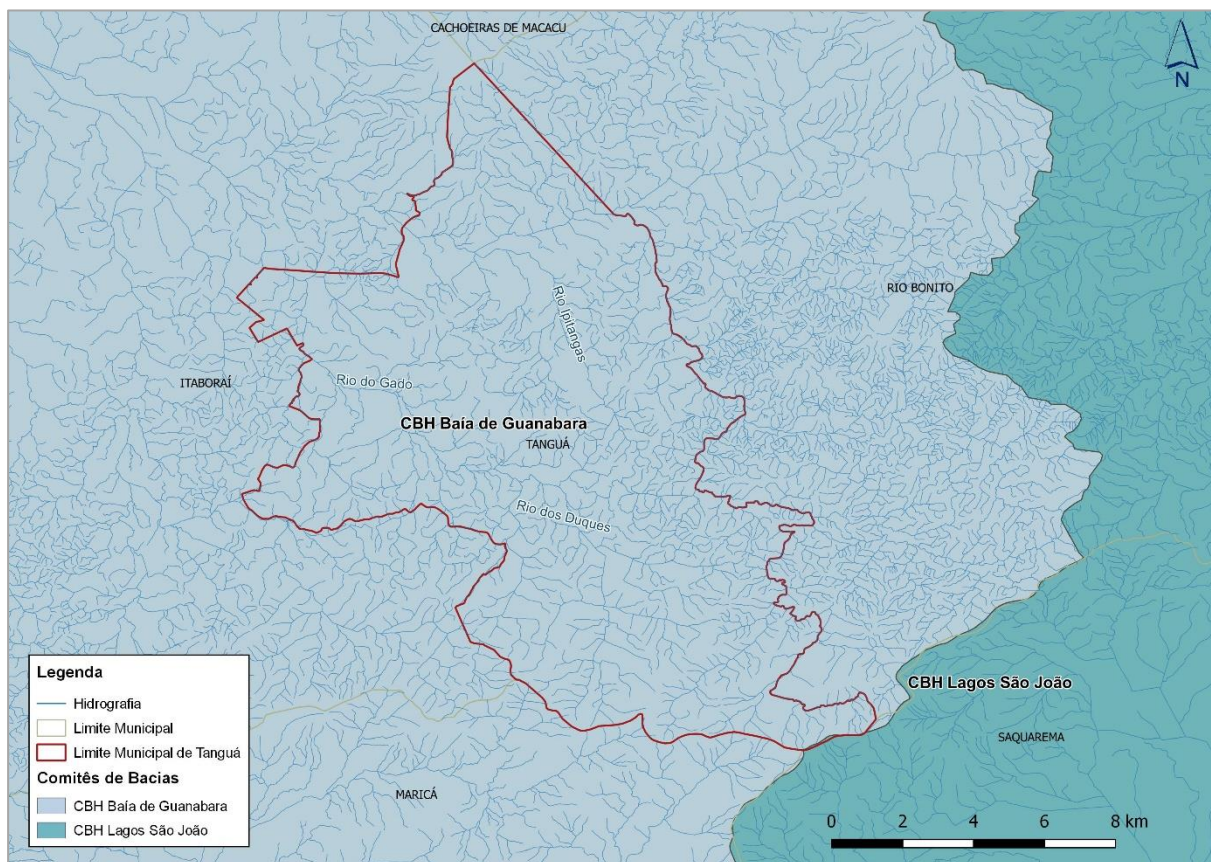 CACHOEIRAS DE MACACU
N
RIO BONITO
Rio Ipitangas
ITABORAÍ
Rio do Gado
CBH Baía de Guanabara
TANGUÁ
Rio dos Duques
CBH Lagos São João
SAQUAREMA
MARICÁ
Legenda
Hidrografia
Limite Municipal
Limite Municipal de Tanguá
Comitês de Bacias
CBH Baía de Guanabara
CBH Lagos São João
0 2 4 6 8 km